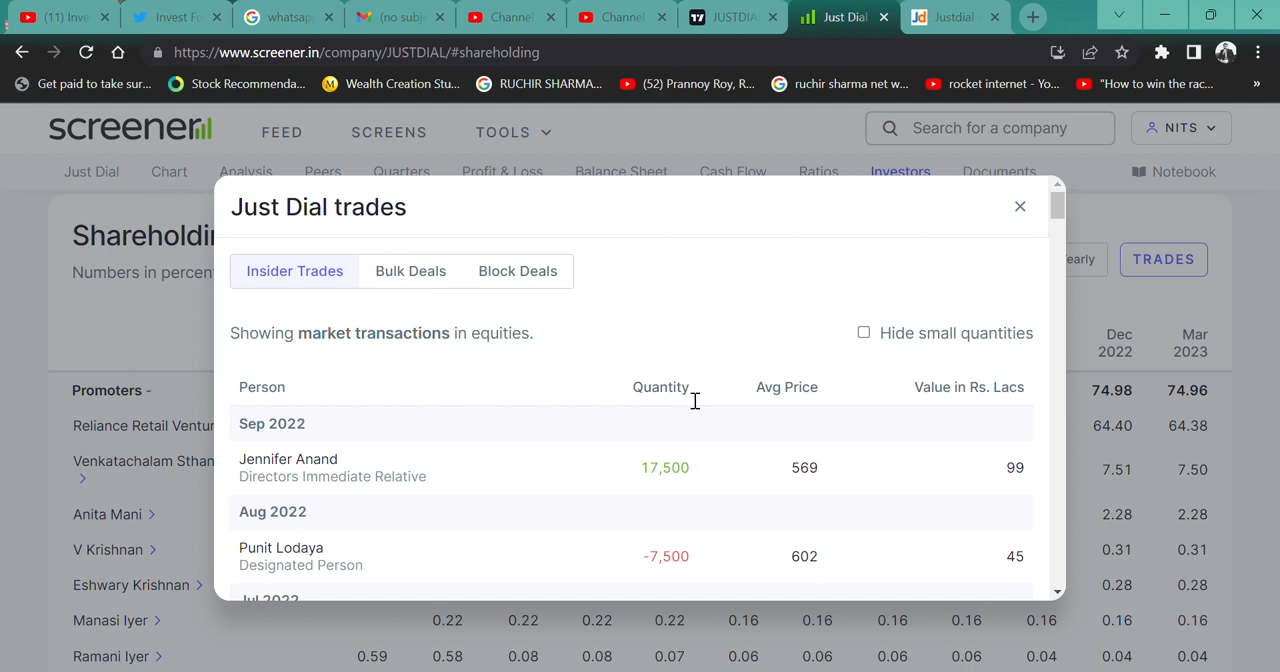 (11) Inve
Invest Fo
whatsap
(no subj
Channel
Channel
JUSTDIA
Just Dial
Justdial
https://www.screener.in/company/JUSTDIAL/#shareholding
Get paid to take sur...
Stock Recommenda...
Wealth Creation Stu...
RUCHIR SHARMA...
(52) Prannoy Roy, R...
ruchir sharma net w...
rocket internet - Yo...
"How to win the rac...
»
screener
FEED
SCREENS
TOOLS
Search for a company
NITS
Just Dial
Chart
Analysis
Peers
Quarters
Profit & Loss
Balance Sheet
Cash Flow
Ratios
Investors
Documents
Notebook
Just Dial trades
Shareholdi
Numbers in percen
early
TRADES
Insider Trades
Bulk Deals
Block Deals
Showing market transactions in equities.
Hide small quantities
Dec 2022
Mar 2023
Person
Quantity
Avg Price
Value in Rs. Lacs
Promoters -
74.98 74.96
Sep 2022
Reliance Retail Ventur
64.40 64.38
Jennifer Anand
Directors Immediate Relative
17,500 569 99
Venkatachalam Sthan
7.51 7.50
Aug 2022
Anita Mani
2.28 2.28
Punit Lodaya
Designated Person
-7,500 602 45
V Krishnan
0.31 0.31
Eshwary Krishnan
0.28 0.28
Jul 2022
Manasi Iyer
0.22 0.22 0.22 0.22 0.16 0.16 0.16 0.16 0.16 0.16 0.16
Ramani Iyer
0.59 0.58 0.08 0.08 0.07 0.06 0.06 0.06 0.06 0.04 0.04 0.04